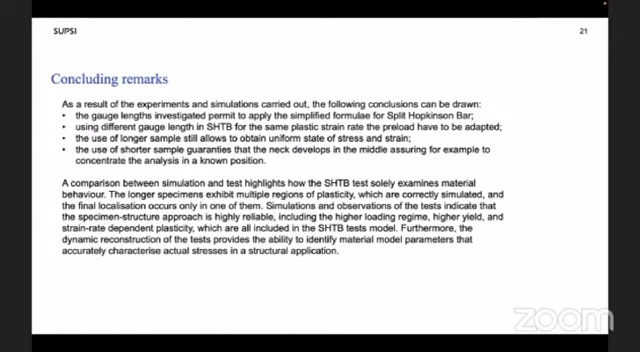 SUPSI
21
Concluding remarks
As a result of the experiments and simulations carried out, the following conclusions can be drawn:
• the gauge lengths investigated permit to apply the simplified formulae for Split Hopkinson Bar;
• using different gauge length in SHTB for the same plastic strain rate the preload have to be adapted;
• the use of longer sample still allows to obtain uniform state of stress and strain;
• the use of shorter sample guaranties that the neck develops in the middle assuring for example to
concentrate the analysis in a known position.
A comparison between simulation and test highlights how the SHTB test solely examines material
behaviour. The longer specimens exhibit multiple regions of plasticity, which are correctly simulated, and
the final localisation occurs only in one of them. Simulations and observations of the tests indicate that
the specimen-structure approach is highly reliable, including the higher loading regime, higher yield, and
strain-rate dependent plasticity, which are all included in the SHTB tests model. Furthermore, the
dynamic reconstruction of the tests provides the ability to identify material model parameters that
accurately characterise actual stresses in a structural application.
zoom